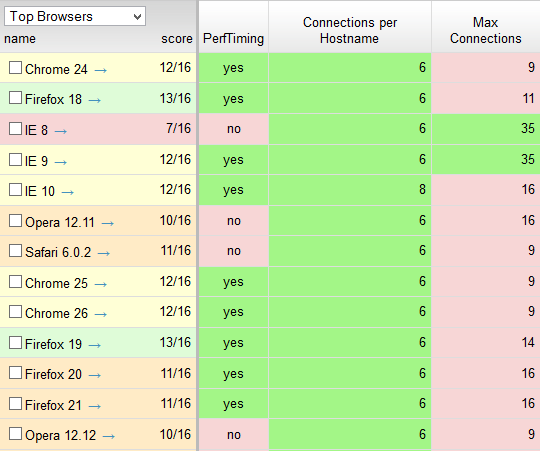 Top Browsers
name score PerfTiming Connections per Hostname Max Connections
Chrome 24 → 12/16 yes 6 9
Firefox 18 → 13/16 yes 6 11
IE 8 → 7/16 no 6 35
IE 9 → 12/16 yes 6 35
IE 10 → 12/16 yes 8 16
Opera 12.11 → 10/16 no 6 16
Safari 6.0.2 → 11/16 no 6 9
Chrome 25 → 12/16 yes 6 9
Chrome 26 → 12/16 yes 6 9
Firefox 19 → 13/16 yes 6 14
Firefox 20 → 11/16 yes 6 16
Firefox 21 → 11/16 yes 6 16
Opera 12.12 → 10/16 no 6 9